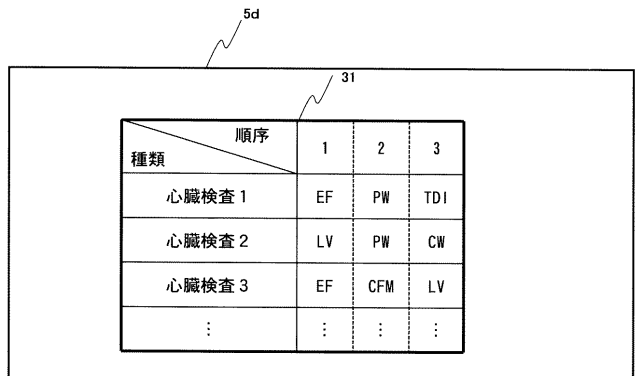 5d
31
順序 1 2 3
種類
心臓検査1 EF PW TDI
心臓検査2 LV PW CW
心臓検査3 EF CFM LV
⋮ ⋮ ⋮ ⋮